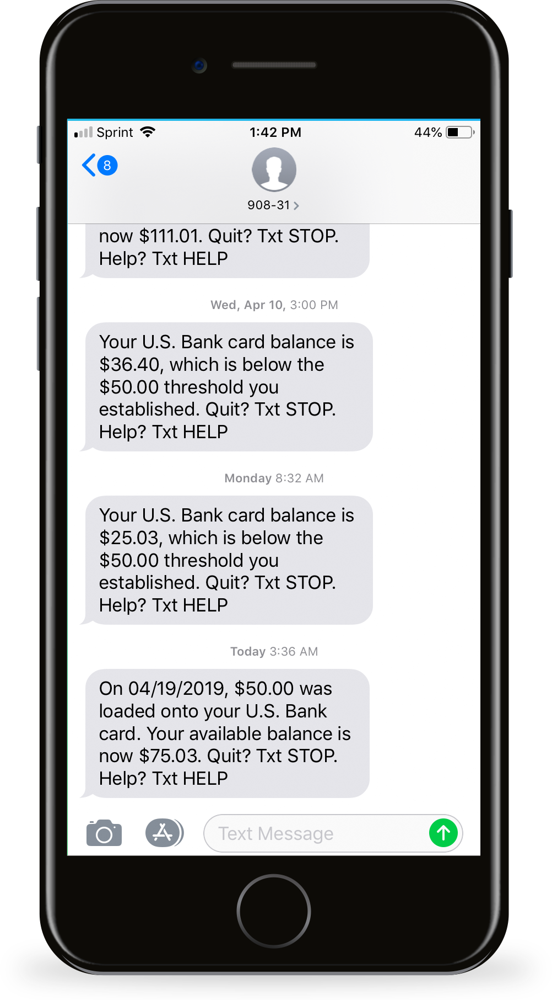 Sprint 1:42 PM 44%
8
908-31
now $111.01. Quit? Txt STOP.
Help? Txt HELP
Wed, Apr 10, 3:00 PM
Your U.S. Bank card balance is
$36.40, which is below the
$50.00 threshold you
established. Quit? Txt STOP.
Help? Txt HELP
Monday 8:32 AM
Your U.S. Bank card balance is
$25.03, which is below the
$50.00 threshold you
established. Quit? Txt STOP.
Help? Txt HELP
Today 3:36 AM
On 04/19/2019, $50.00 was
loaded onto your U.S. Bank
card. Your available balance is
now $75.03. Quit? Txt STOP.
Help? Txt HELP
Text Message